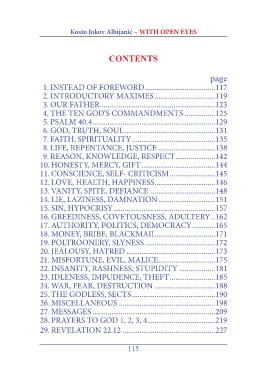 Kosto Jokov Albijanić – WITH OPEN EYES
CONTENTS
page
1. INSTEAD OF FOREWORD....................................117
2. INTRODUCTORY MAXIMES...............................119
3. OUR FATHER.........................................................123
4. THE TEN GOD'S COMMANDMENTS ...............125
5. PSALM 40.4..............................................................129
6. GOD, TRUTH, SOUL..............................................131
7. FAITH, SPIRITUALITY ..........................................135
8. LIFE, REPENTANCE, JUSTICE .............................138
9. REASON, KNOWLEDGE, RESPECT....................142
10. HONESTY, MERCY, GIFT......................................144
11. CONSCIENCE, SELF- CRITICISM.......................145
12. LOVE, HEALTH, HAPPINESS...............................146
13. VANITY, SPITE, DEFIANCE .................................148
14. LIE, LAZINESS, DAMNATION.............................151
15. SIN, HYPOCRISY....................................................157
16. GREEDINESS, COVETOUSNESS, ADULTERY ..162
17. AUTHORITY, POLITICS, DEMOCRACY............165
18. MONEY, BRIBE, BLACKMAIL..............................171
19. POLTROONERY, SLYNESS ...................................172
20. JEALOUSY, HATRED .............................................173
21. MISFORTUNE, EVIL, MALICE.............................175
22. INSANITY, RASHNESS, STUPIDITY ..................181
23. IDLENESS, IMPUDENCE, THEFT.......................185
24. WAR, FEAR, DESTRUCTION ...............................188
25. THE GODLESS, SECTS..........................................190
26. MISCELLANEOUS .................................................198
27. MESSAGES ..............................................................209
28. PRAYERS TO GOD 1, 2, 3, 4...................................219
29. REVELATION 22.12 ...............................................227
115